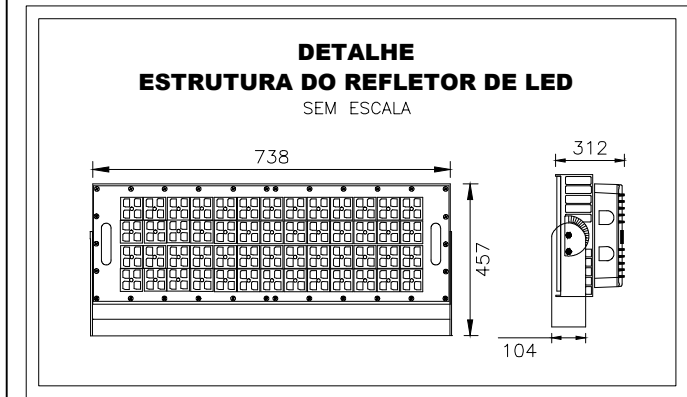 DETALHE
ESTRUTURA DO REFLETOR DE LED
SEM ESCALA
738
312
457
104